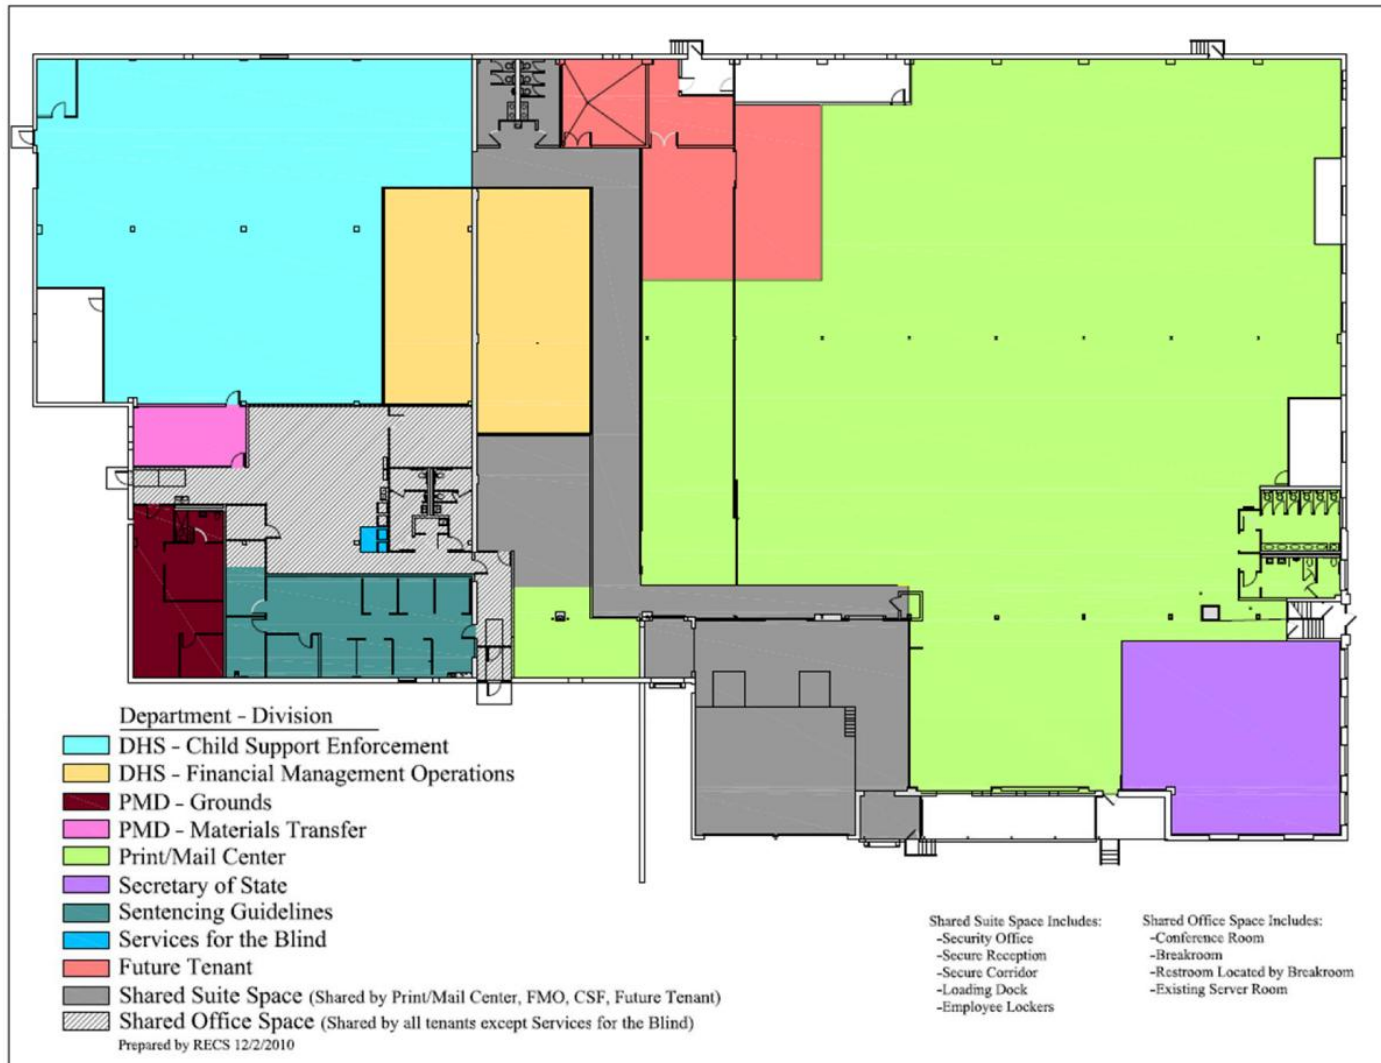 Department - Division
DHS - Child Support Enforcement
DHS - Financial Management Operations
PMD - Grounds
PMD - Materials Transfer
Print/Mail Center
Secretary of State
Sentencing Guidelines
Services for the Blind
Future Tenant
Shared Suite Space (Shared by Print/Mail Center, FMO, CSF, Future Tenant)
Shared Office Space (Shared by all tenants except Services for the Blind)
Prepared by RECS 12/2/2010
Shared Suite Space Includes:
-Security Office
-Secure Reception
-Secure Corridor
-Loading Dock
-Employee Lockers
Shared Office Space Includes:
-Conference Room
-Breakroom
-Restroom Located by Breakroom
-Existing Server Room